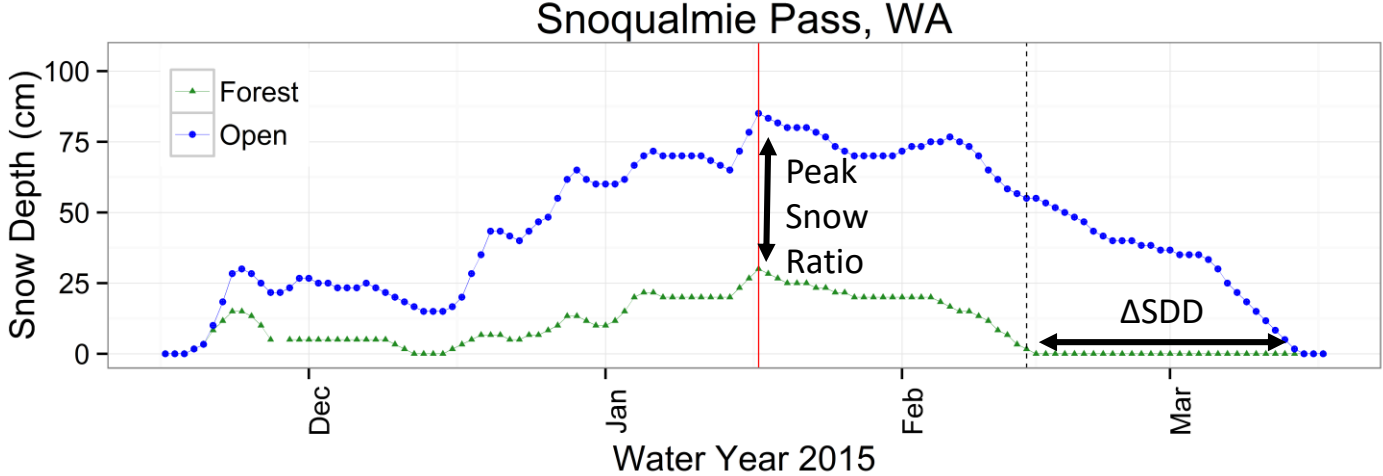 Snoqualmie Pass, WA
Snow Depth (cm)
100
75
50
25
0
Forest
Open
Peak
Snow
Ratio
ΔSDD
Dec
Jan
Feb
Mar
Water Year 2015